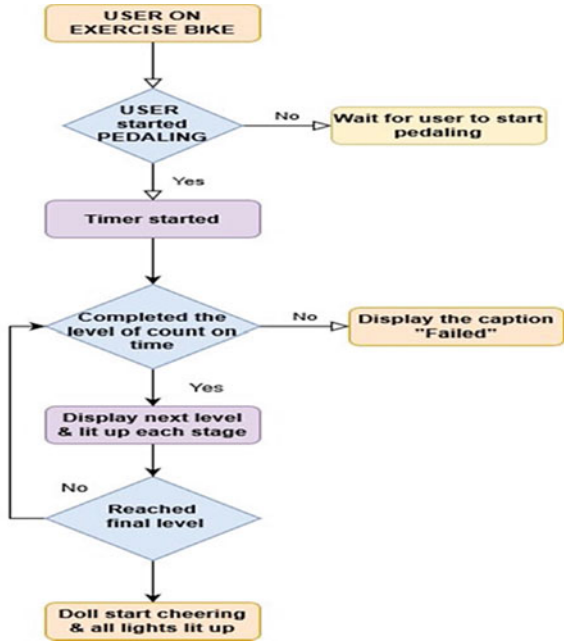 USER ON
EXERCISE BIKE
USER
started
PEDALING
No
Wait for user to start
pedaling
Yes
Timer started
Completed the
level of count on
time
No
Display the caption
"Failed"
Yes
Display next level
& lit up each stage
No
Reached
final level
Doll start cheering
& all lights lit up